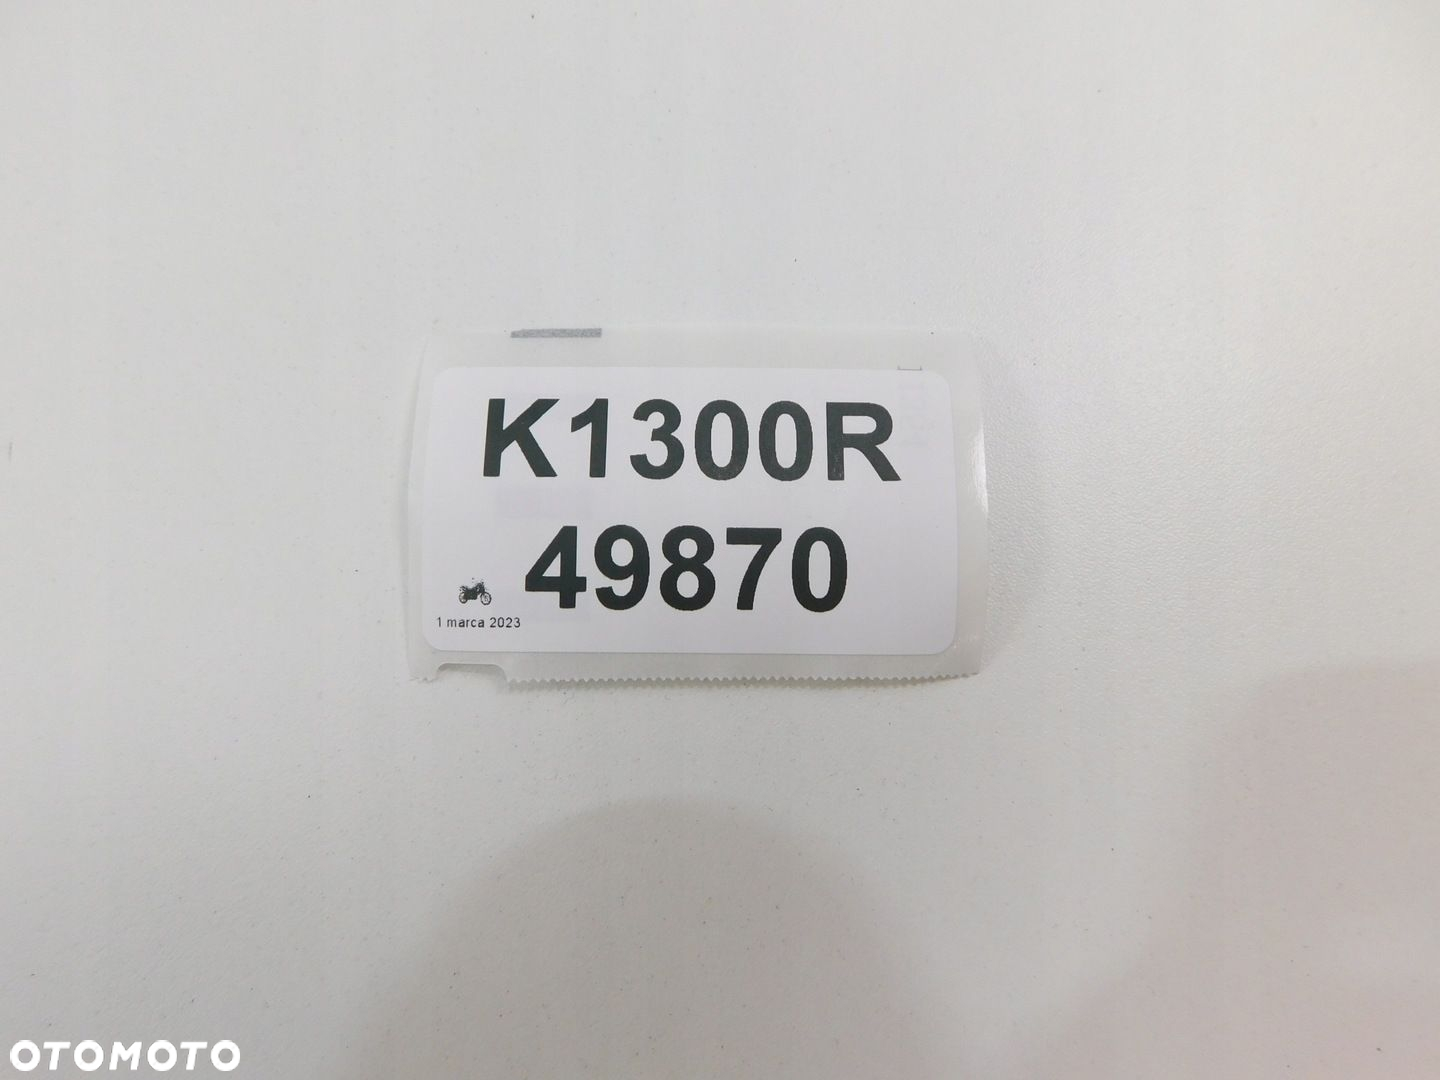 K1300R
49870
1 marca 2023
OTOMOTO